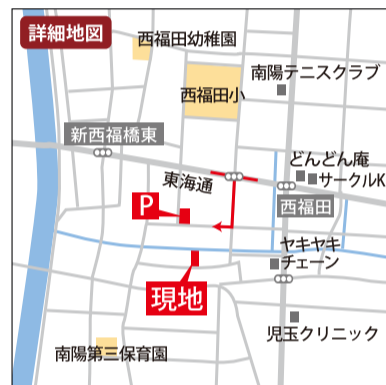 詳細地図
西福田幼稚園
南陽テニスクラブ
西福田小
新西福橋東
どんどん庵
サークルK
東海通
西福田
P
ヤキヤキ
チェーン
現地
児玉クリニック
南陽第三保育園